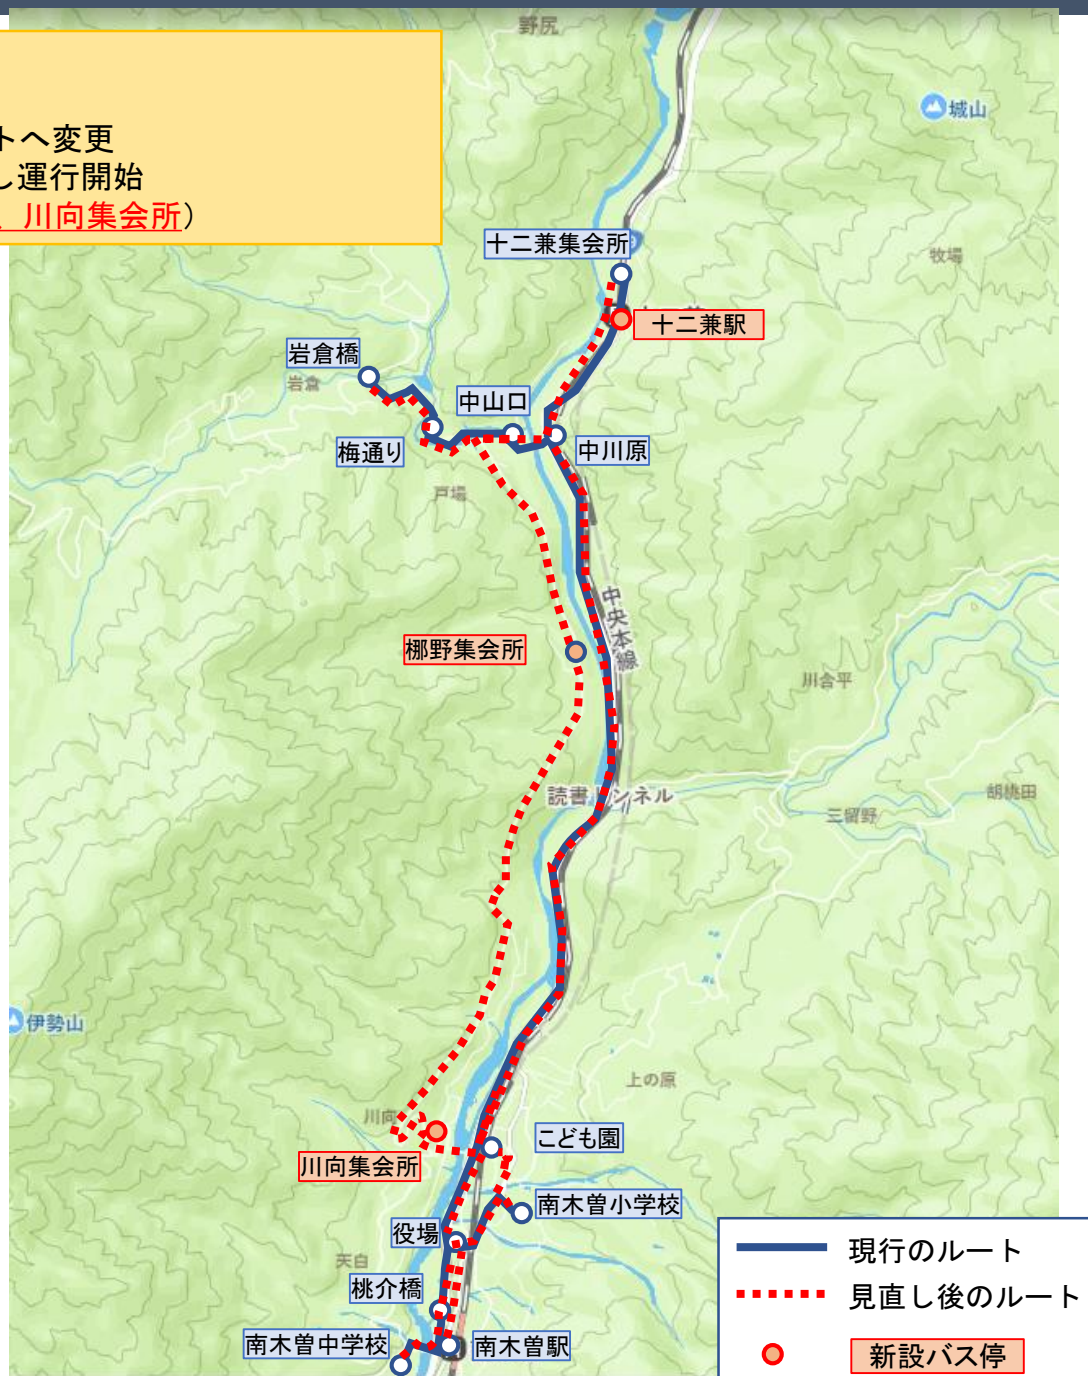 野尻
城山
トへ変更
し運行開始
、川向集会所）
十二兼集会所
牧場
十二兼駅
岩倉橋
岩倉
中山口
梅通り
中川原
戸場
中央本線
梛野集会所
川合平
読書トンネル
胡桃田
三留野
伊勢山
上の原
川向
こども園
川向集会所
南木曽小学校
役場
天白
桃介橋
南木曽中学校
南木曽駅
現行のルート
見直し後のルート
新設バス停